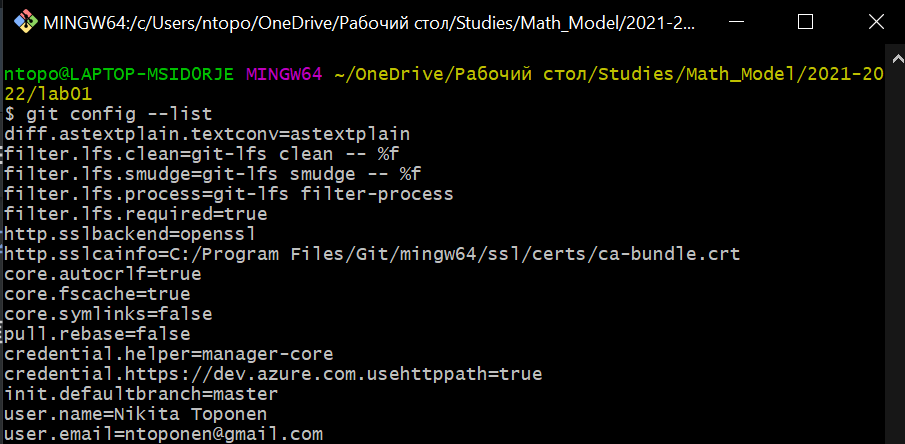 MINGW64:/c/Users/ntopo/OneDrive/Рабочий стол/Studies/Math_Model/2021-2...
ntopo@LAPTOP-MSIDORJE MINGW64 ~/OneDrive/Рабочий стол/Studies/Math_Model/2021-20
22/lab01
$ git config --list
diff.astextplain.textconv=astextplain
filter.lfs.clean=git-lfs clean -- %f
filter.lfs.smudge=git-lfs smudge -- %f
filter.lfs.process=git-lfs filter-process
filter.lfs.required=true
http.sslbackend=openssl
http.sslcainfo=C:/Program Files/Git/mingw64/ssl/certs/ca-bundle.crt
core.autocrlf=true
core.fscache=true
core.symlinks=false
pull.rebase=false
credential.helper=manager-core
credential.https://dev.azure.com.usehttppath=true
init.defaultbranch=master
user.name=Nikita Toponen
user.email=ntoponen@gmail.com